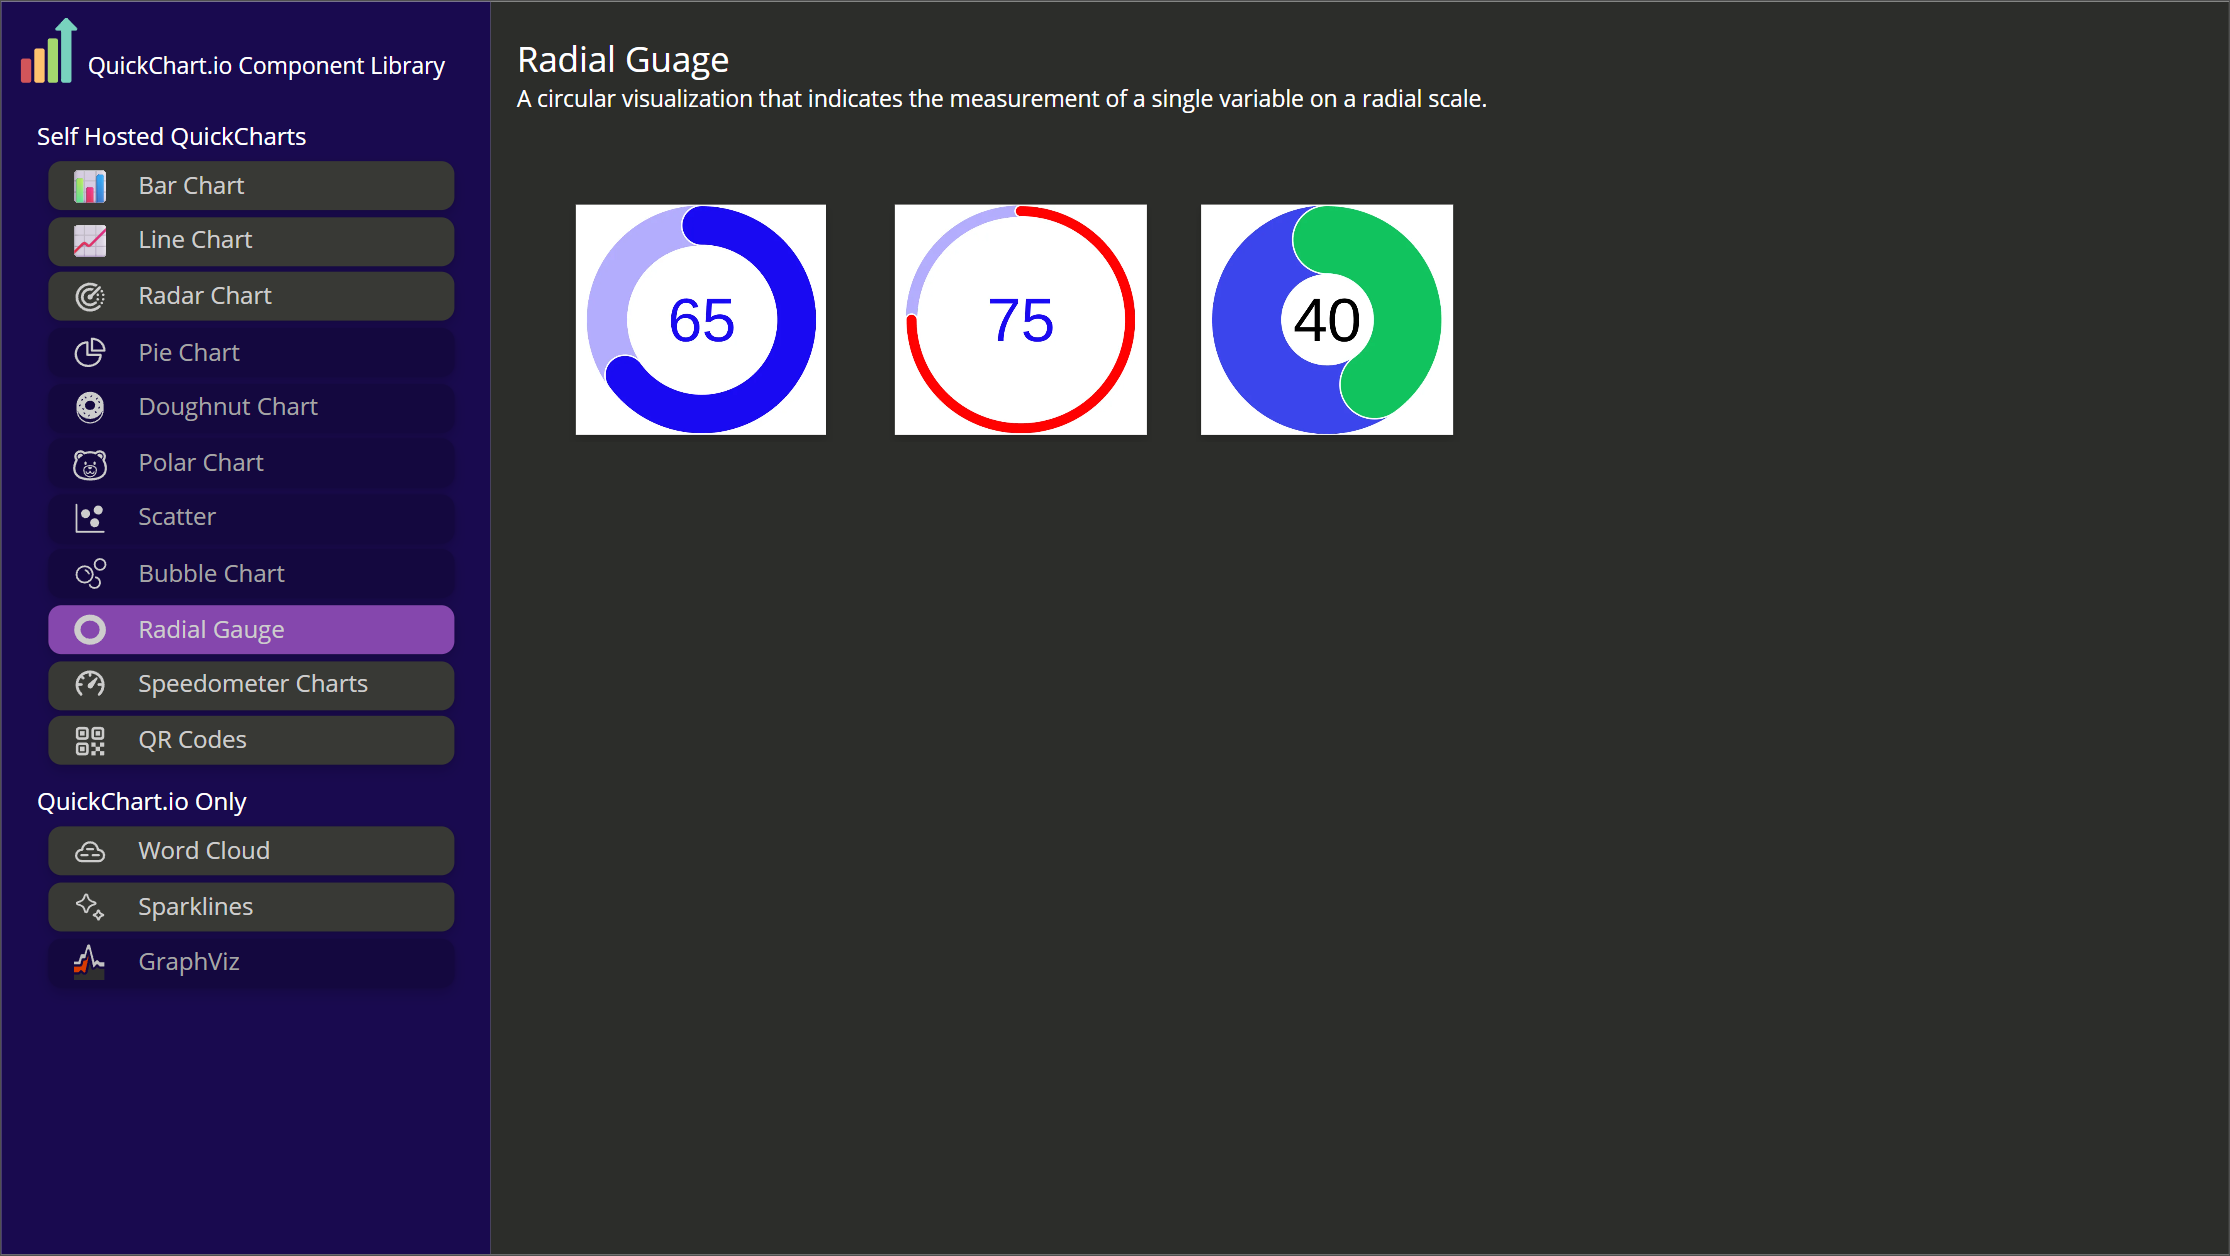 QuickChart.io Component Library
Self Hosted QuickCharts
Bar Chart
Line Chart
Radar Chart
Pie Chart
Doughnut Chart
Polar Chart
Scatter
Bubble Chart
Radial Gauge
Speedometer Charts
QR Codes
QuickChart.io Only
Word Cloud
Sparklines
GraphViz
Radial Guage
A circular visualization that indicates the measurement of a single variable on a radial scale.
65
75
40